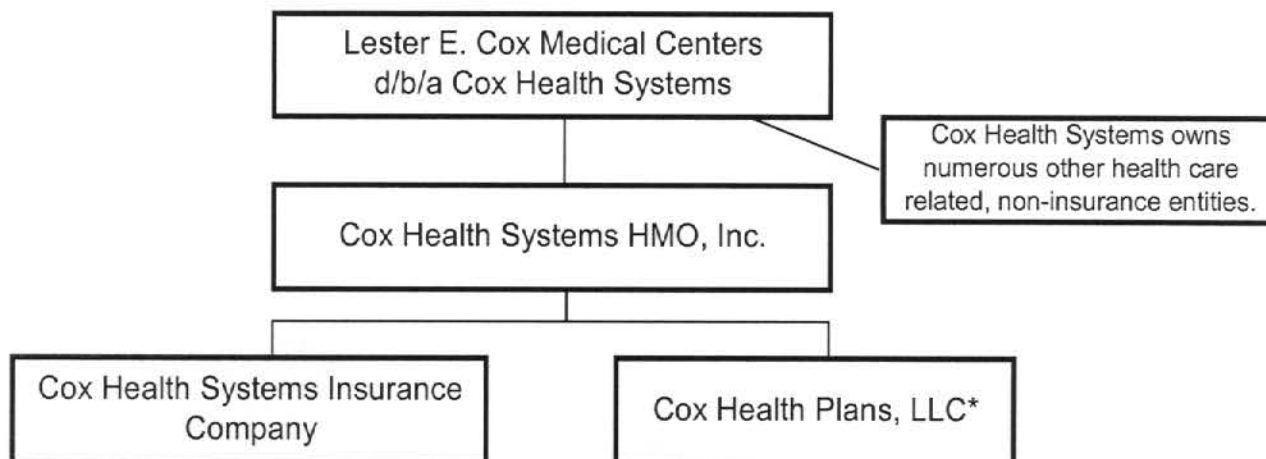 Lester E. Cox Medical Centers
d/b/a Cox Health Systems
Cox Health Systems owns
numerous other health care
related, non-insurance entities.
Cox Health Systems HMO, Inc.
Cox Health Systems Insurance
Company
Cox Health Plans, LLC*